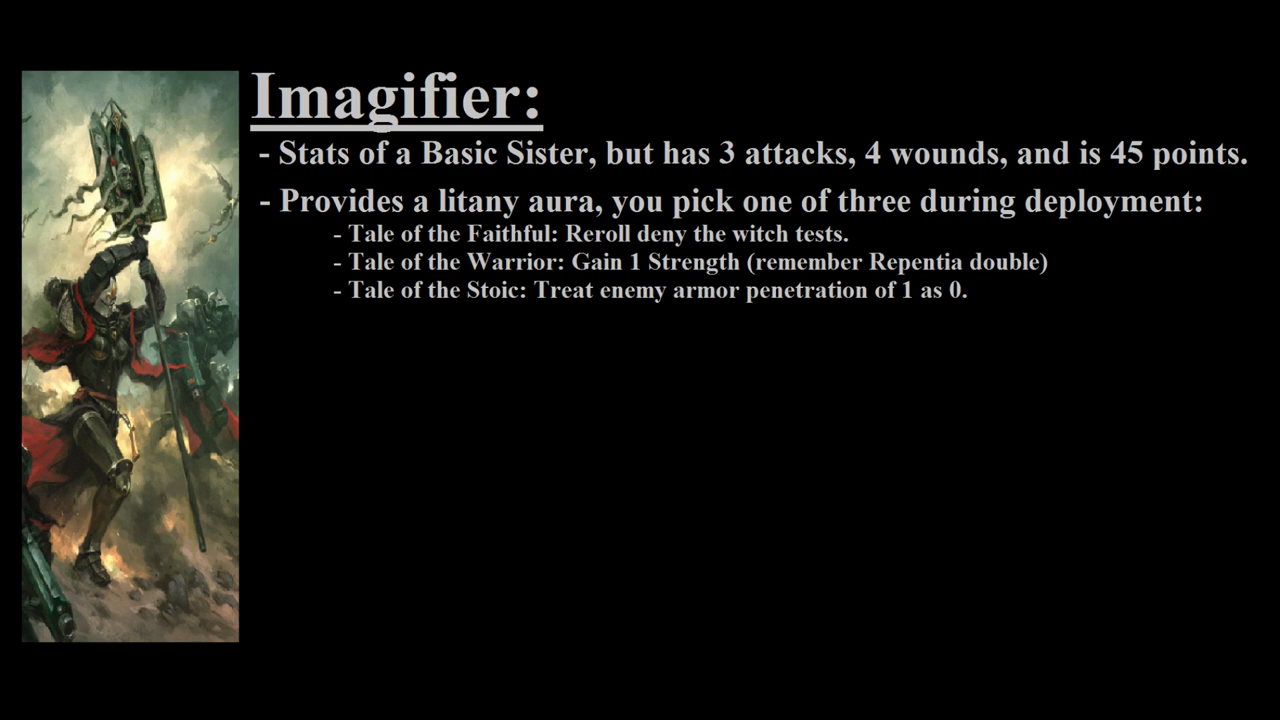 Imagifier:
- Stats of a Basic Sister, but has 3 attacks, 4 wounds, and is 45 points.
- Provides a litany aura, you pick one of three during deployment:
- Tale of the Faithful: Reroll deny the witch tests.
- Tale of the Warrior: Gain 1 Strength (remember Repentia double)
- Tale of the Stoic: Treat enemy armor penetration of 1 as 0.